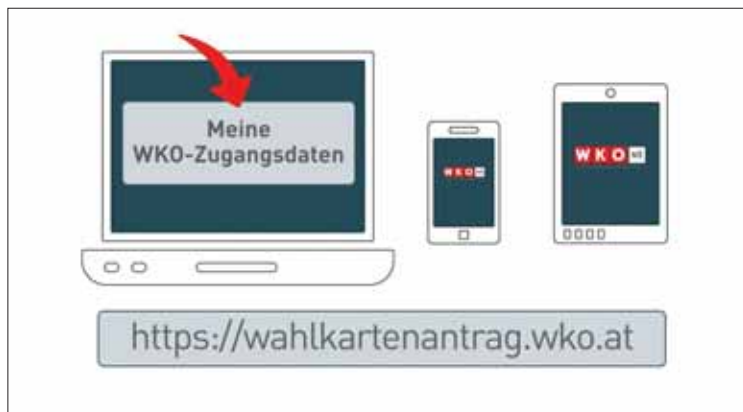 Meine
WKO-Zugangsdaten
WKO
WKO
https://wahlkartenantrag.wko.at